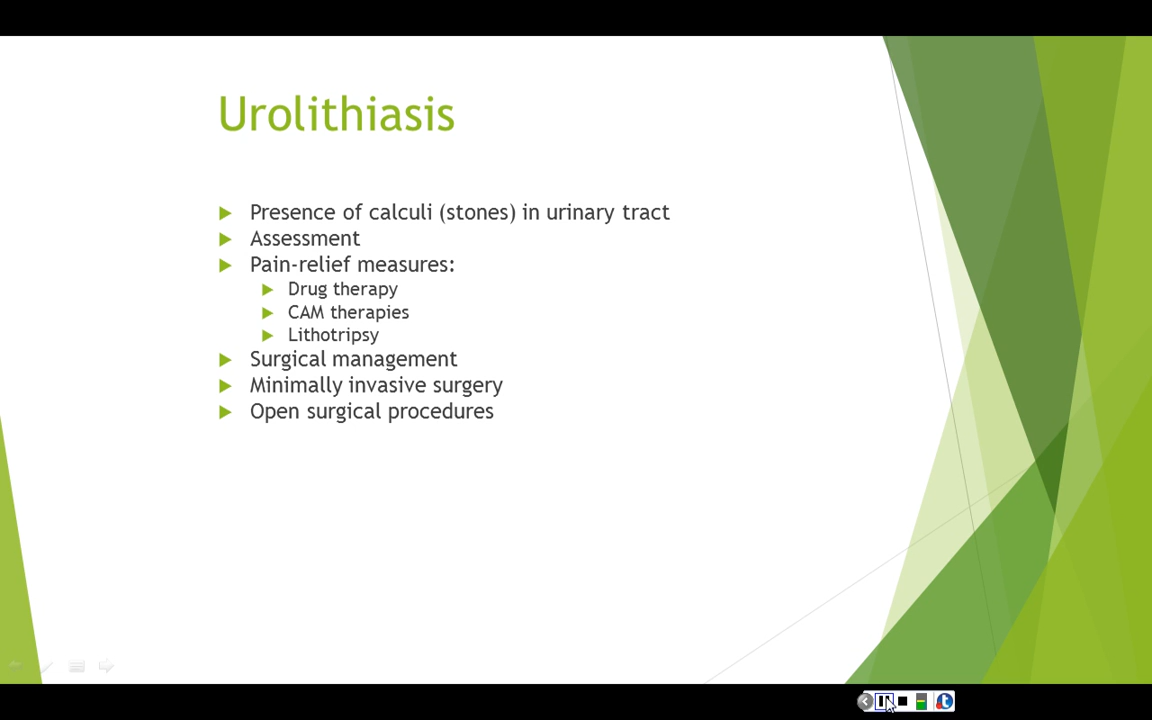 Urolithiasis
Presence of calculi (stones) in urinary tract
Assessment
Pain-relief measures:
Drug therapy
CAM therapies
Lithotripsy
Surgical management
Minimally invasive surgery
Open surgical procedures